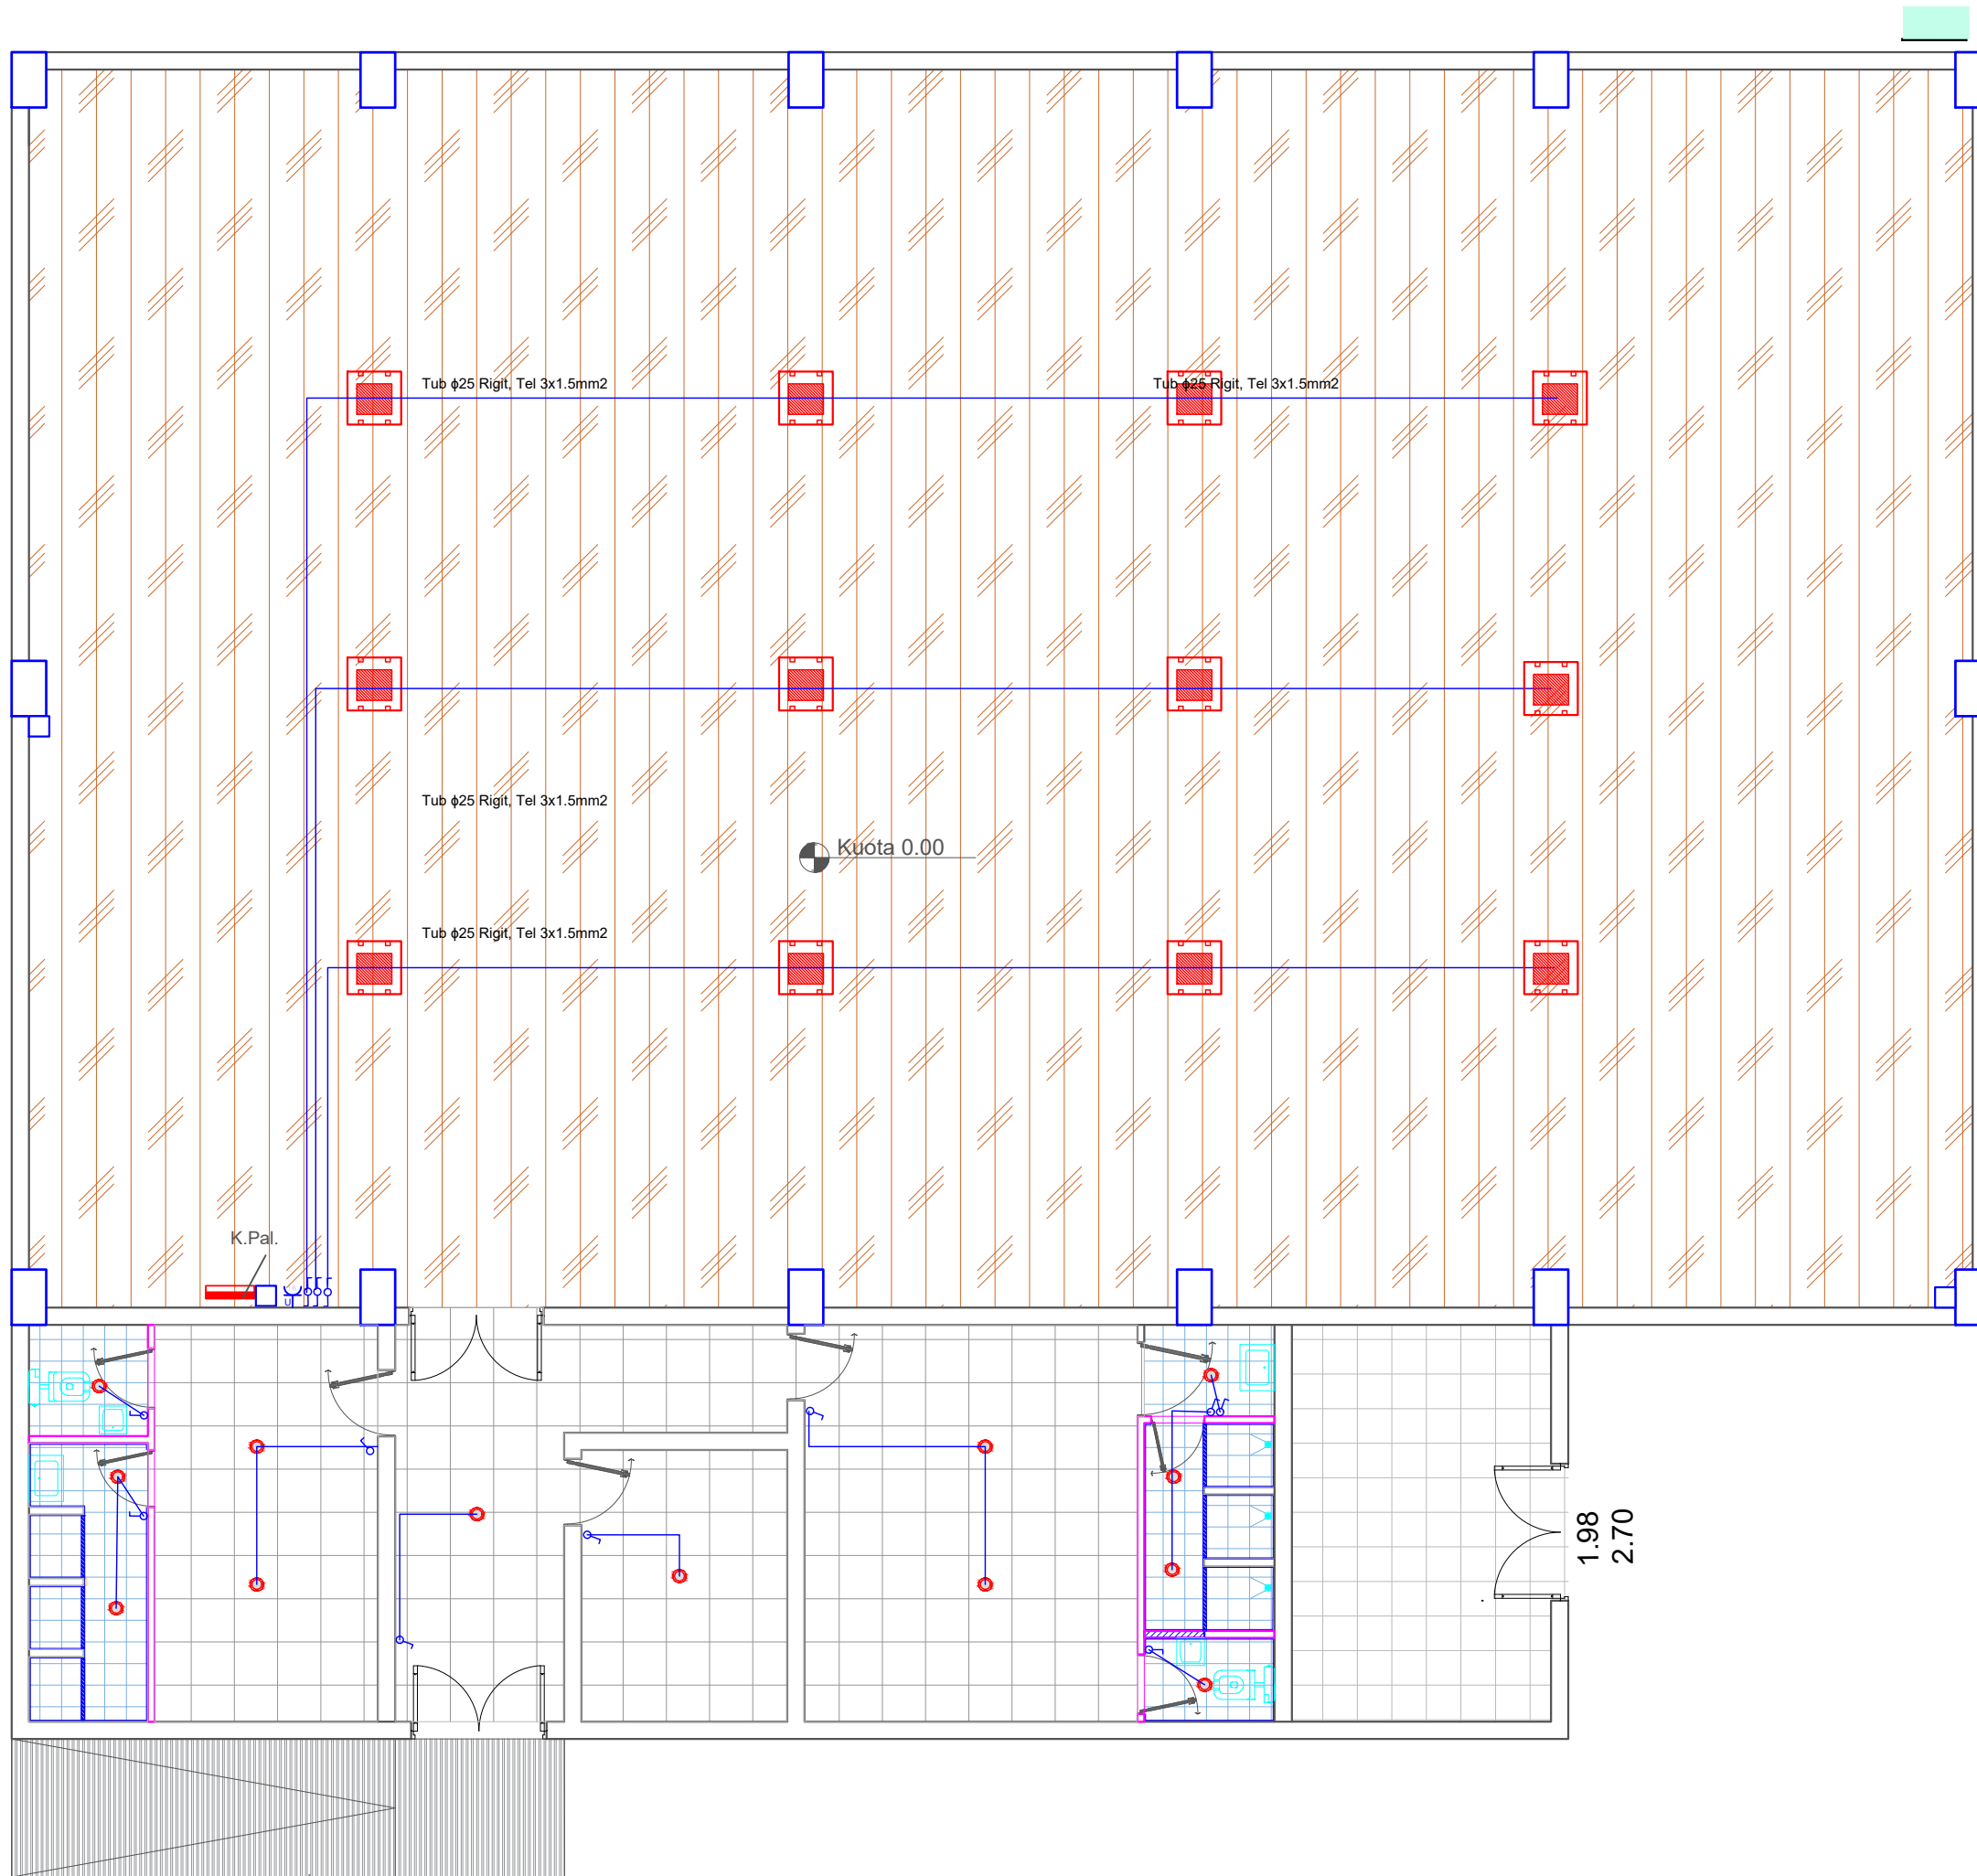 Tub ϕ25 Rigit, Tel 3x1.5mm2
Tub ϕ25 Rigit, Tel 3x1.5mm2
Tub ϕ25 Rigit, Tel 3x1.5mm2
Kuota 0.00
Tub ϕ25 Rigit, Tel 3x1.5mm2
K.Pal.
U
1.98
2.70